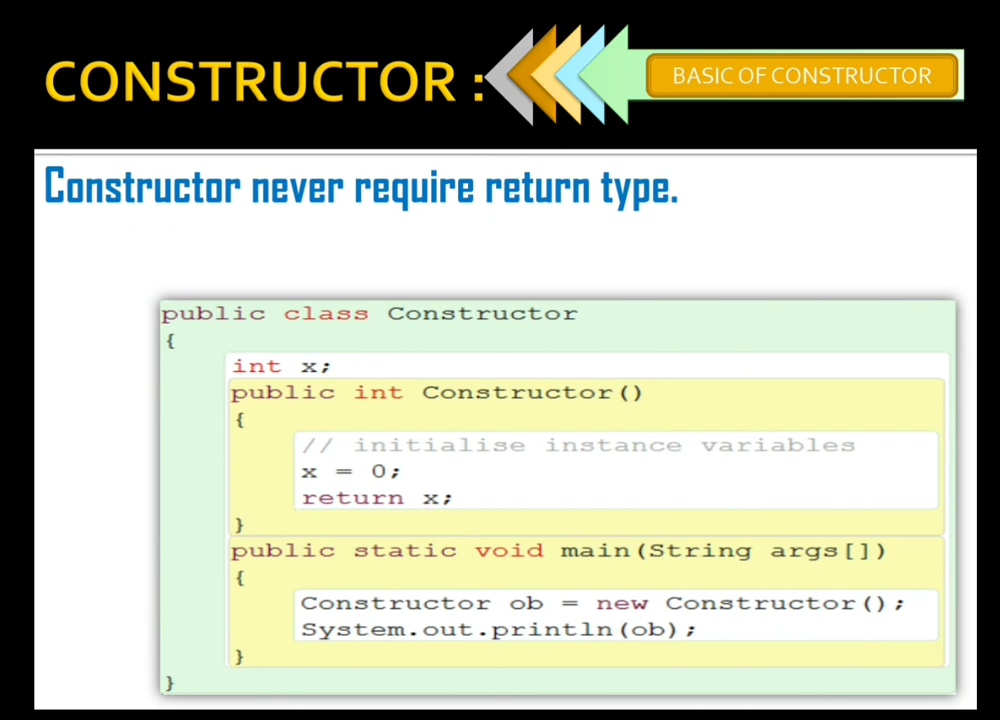 CONSTRUCTOR :
BASIC OF CONSTRUCTOR
Constructor never require return type.
public class Constructor
{
int x;
public int Constructor()
{
// initialise instance variables
x = 0;
return x;
}
public static void main(String args[])
{
Constructor ob = new Constructor();
System.out.println(ob);
}
}